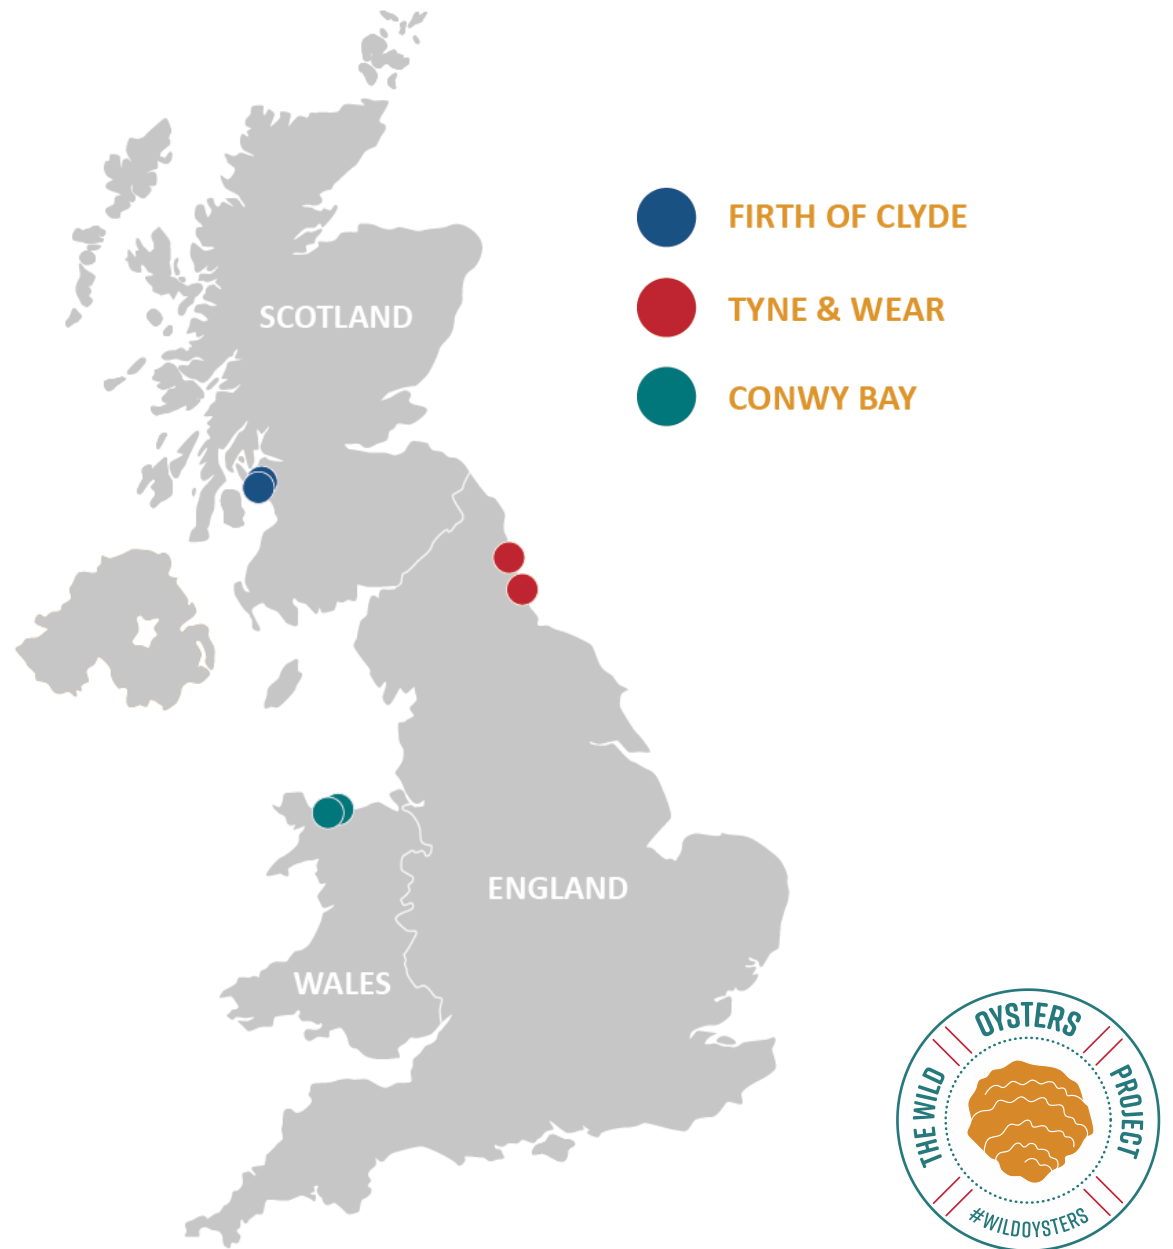 FIRTH OF CLYDE
TYNE & WEAR
CONWY BAY
SCOTLAND
ENGLAND
WALES
THE WILD
OYSTERS
PROJECT
#WILDOYSTERS